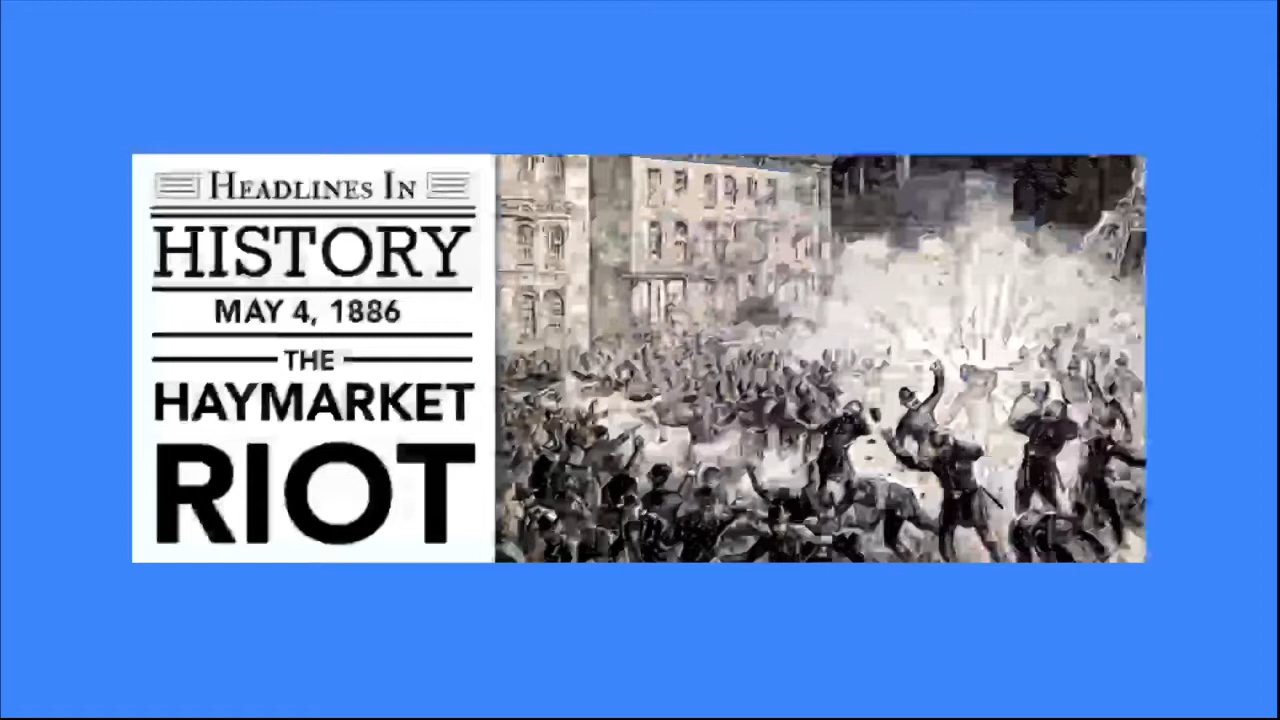 HEADLINES IN
HISTORY
MAY 4, 1886
THE
HAYMARKET
RIOT